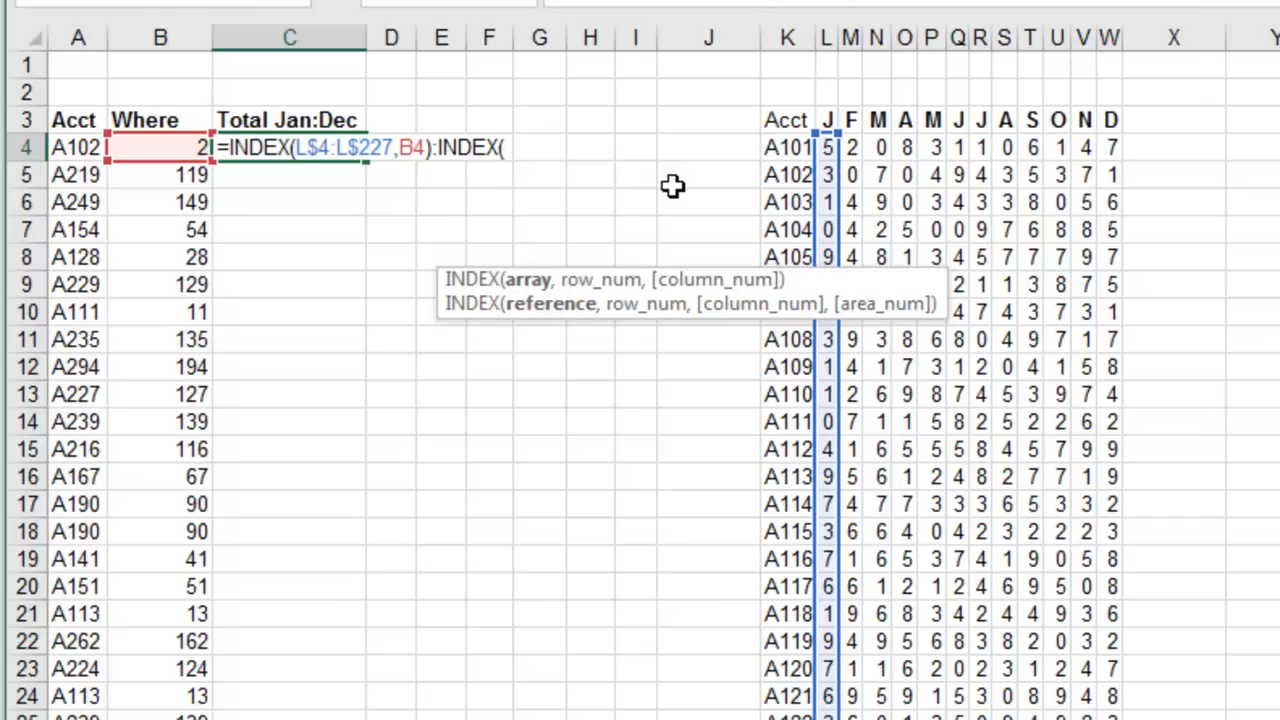 A B C D E F G H I J K L M N O P Q R S T U V W X Y
1
2
3 Acct Where Total Jan:Dec Acct J F M A M J J A S O N D
4 A102 2 =INDEX(L$4:L$227,B4):INDEX( A101 5 2 0 8 3 1 1 0 6 1 4 7
5 A219 119 A102 3 0 7 0 4 9 4 3 5 3 7 1
6 A249 149 A103 1 4 9 0 3 4 3 3 8 0 5 6
7 A154 54 A104 0 4 2 5 0 0 9 7 6 8 8 5
8 A128 28 A105 9 4 8 1 3 4 5 7 7 7 9 7
INDEX(array, row_num, [column_num])
9 A229 129 2 1 1 3 8 7 5
INDEX(reference, row_num, [column_num], [area_num])
10 A111 11 4 7 4 3 7 3 1
11 A235 135 A108 3 9 3 8 6 8 0 4 9 7 1 7
12 A294 194 A109 1 4 1 7 3 1 2 0 4 1 5 8
13 A227 127 A110 1 2 6 9 8 7 4 5 3 9 7 4
14 A239 139 A111 0 7 1 1 5 8 2 5 2 2 6 2
15 A216 116 A112 4 1 6 5 5 5 8 4 5 7 9 9
16 A167 67 A113 9 5 6 1 2 4 8 2 7 7 1 9
17 A190 90 A114 7 4 7 7 3 3 3 6 5 3 3 2
18 A190 90 A115 3 6 6 4 0 4 2 3 2 2 2 3
19 A141 41 A116 7 1 6 5 3 7 4 1 9 0 5 8
20 A151 51 A117 6 6 1 2 1 2 4 6 9 5 0 8
21 A113 13 A118 1 9 6 8 3 4 2 4 4 9 3 6
22 A262 162 A119 9 4 9 5 6 8 3 8 2 0 3 2
23 A224 124 A120 7 1 1 6 2 0 2 3 1 2 4 7
24 A113 13 A121 6 9 5 9 1 5 3 0 8 9 4 8